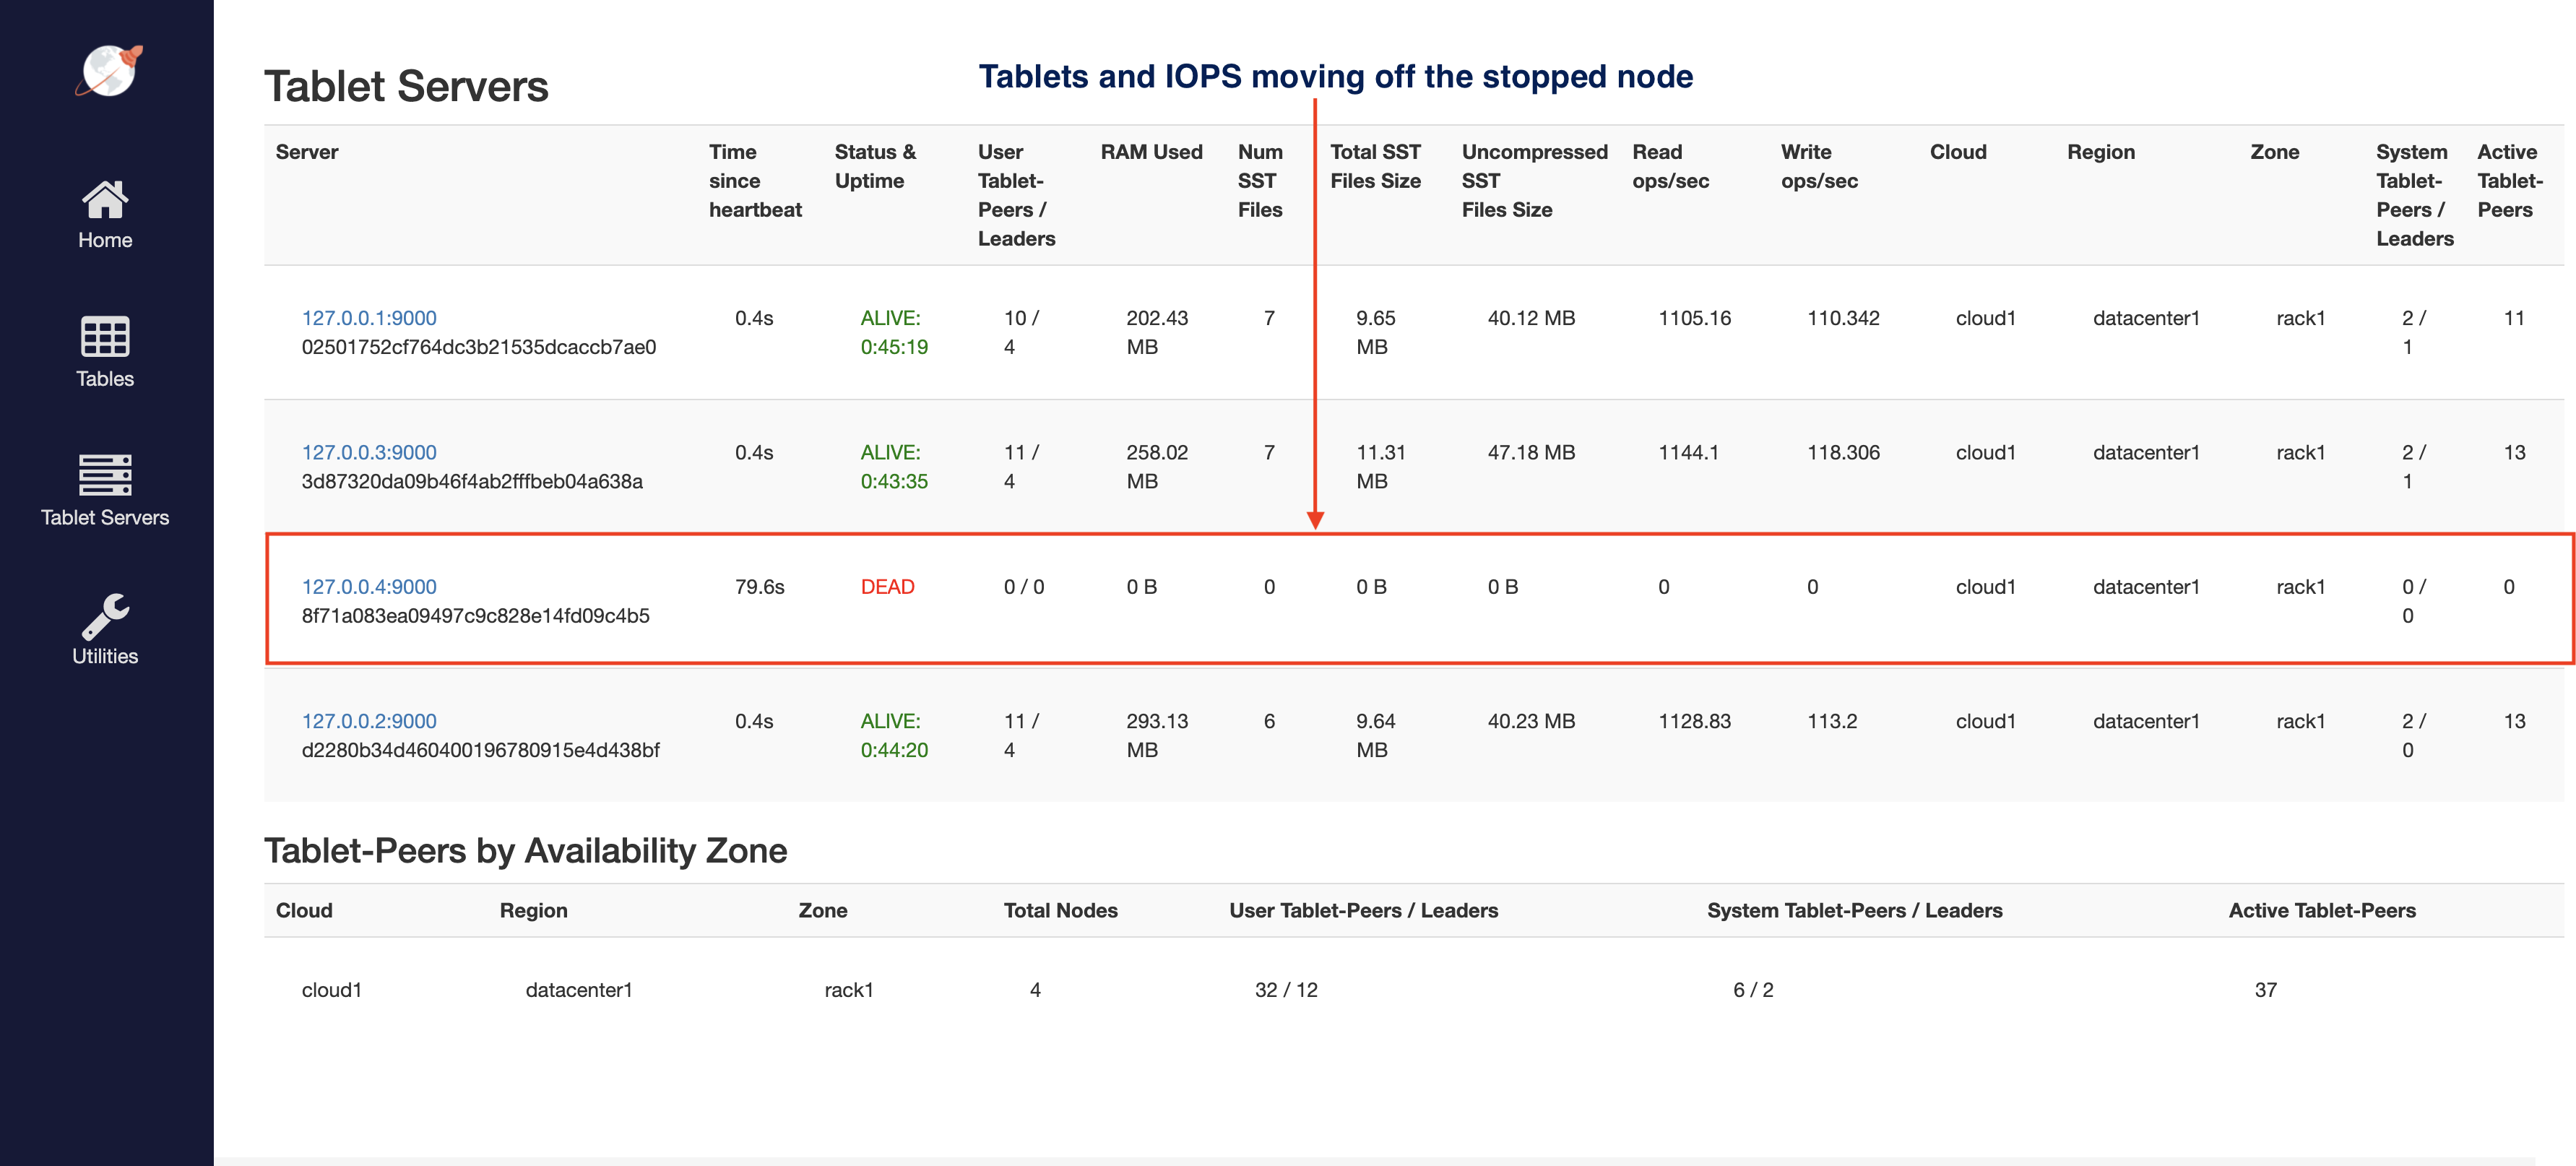 Home
Tables
Tablet Servers
Utilities
Tablet Servers
Tablets and IOPS moving off the stopped node
Server
Time since heartbeat
Status & Uptime
User Tablet-Peers / Leaders
RAM Used
Num SST Files
Total SST Files Size
Uncompressed SST Files Size
Read ops/sec
Write ops/sec
Cloud
Region
Zone
System Tablet-Peers / Leaders
Active Tablet-Peers
127.0.0.1:9000 0.4s ALIVE: 10 / 202.43 7 9.65 40.12 MB 1105.16 110.342 cloud1 datacenter1 rack1 2 / 11
02501752cf764dc3b21535dcaccb7ae0 0:45:19 4 MB MB 1
127.0.0.3:9000 0.4s ALIVE: 11 / 258.02 7 11.31 47.18 MB 1144.1 118.306 cloud1 datacenter1 rack1 2 / 13
3d87320da09b46f4ab2fffbeb04a638a 0:43:35 4 MB MB 1
127.0.0.4:9000 79.6s DEAD 0 / 0 0 B 0 0 B 0 B 0 0 cloud1 datacenter1 rack1 0 / 0
8f71a083ea09497c9c828e14fd09c4b5 0
127.0.0.2:9000 0.4s ALIVE: 11 / 293.13 6 9.64 40.23 MB 1128.83 113.2 cloud1 datacenter1 rack1 2 / 13
d2280b34d460400196780915e4d438bf 0:44:20 4 MB MB 0
Tablet-Peers by Availability Zone
Cloud Region Zone Total Nodes User Tablet-Peers / Leaders System Tablet-Peers / Leaders Active Tablet-Peers
cloud1 datacenter1 rack1 4 32 / 12 6 / 2 37